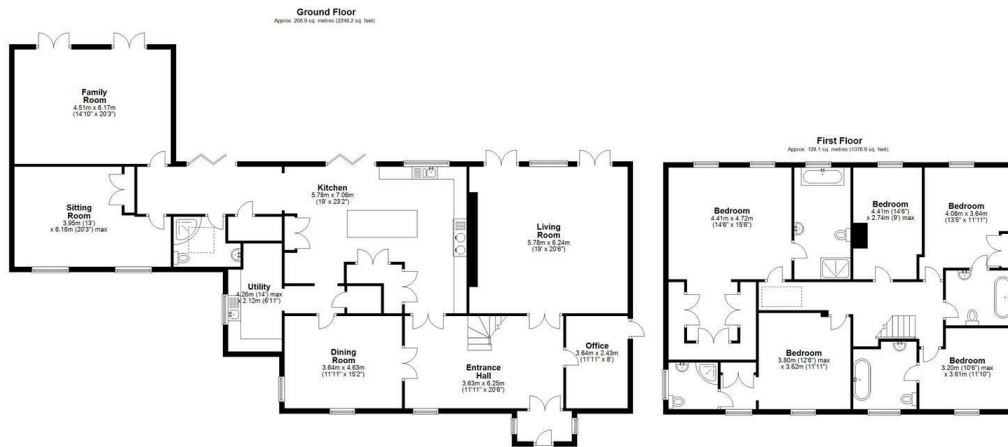 Ground Floor
Approx. 208.9 sq. metres (2248.2 sq. feet)
Family
Room
4.51m x 6.17m
(14'10" x 20'3")
Sitting
Room
3.95m (13')
x 6.16m (20'3") max
Kitchen
5.78m x 7.06m
(19' x 23'2")
Living
Room
5.78m x 6.24m
(19' x 20'6")
Utility
4.26m (14') max
x 2.12m (6'11")
Dining
Room
3.64m x 4.63m
(11'11" x 15'2")
Entrance
Hall
3.63m x 6.25m
(11'11" x 20'6")
Office
3.64m x 2.43m
(11'11" x 8')
First Floor
Approx. 128.1 sq. metres (1378.9 sq. feet)
Bedroom
4.41m x 4.72m
(14'6" x 15'6")
Bedroom
4.41m (14'6")
x 2.74m (9') max
Bedroom
4.08m x 3.64m
(13'5" x 11'11")
Bedroom
3.80m (12'6") max
x 3.62m (11'11")
Bedroom
3.20m (10'6") max
x 3.61m (11'10")